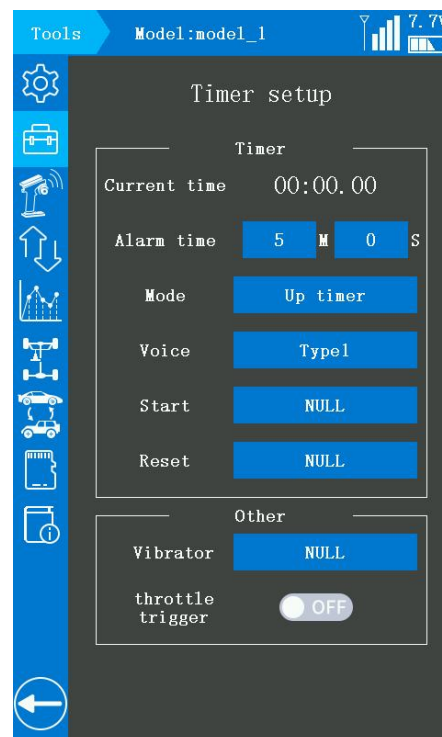 Tools Model:model_1 7.7V
Timer setup
Timer
Current time 00:00.00
Alarm time 5 M 0 S
Mode Up timer
Voice Type1
Start NULL
Reset NULL
Other
Vibrator NULL
throttle
trigger
OFF